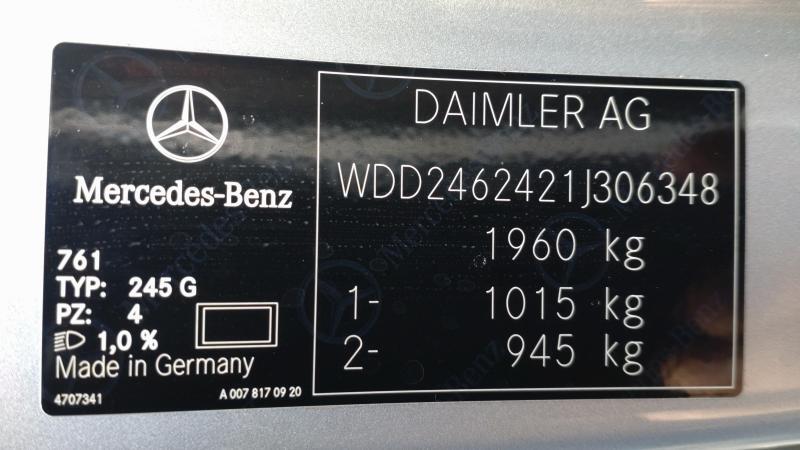 Mercedes-Benz
761
TYP: 245 G
PZ: 4
1,0 %
Made in Germany
4707341
A 007 817 09 20
DAIMLER AG
WDD2462421J306348
1960 kg
1- 1015 kg
2- 945 kg